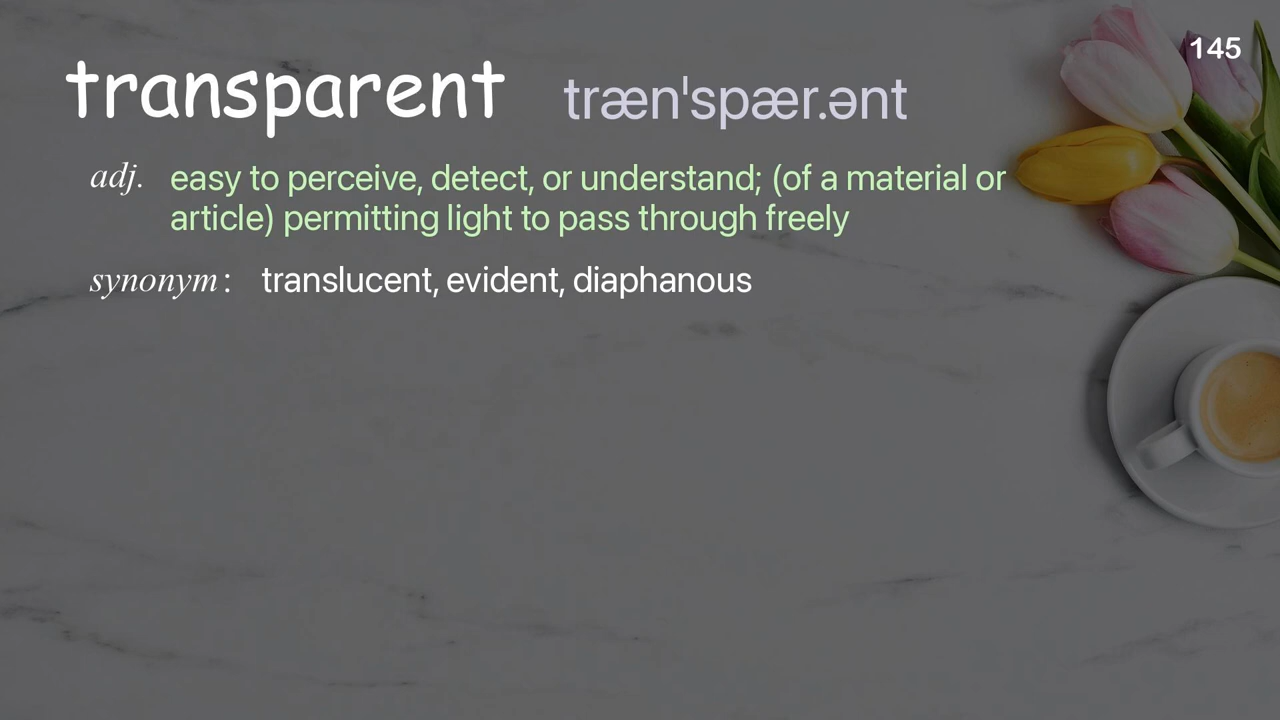 145
transparent træn'spær.ənt
adj. easy to perceive, detect, or understand; (of a material or
article) permitting light to pass through freely
synonym: translucent, evident, diaphanous